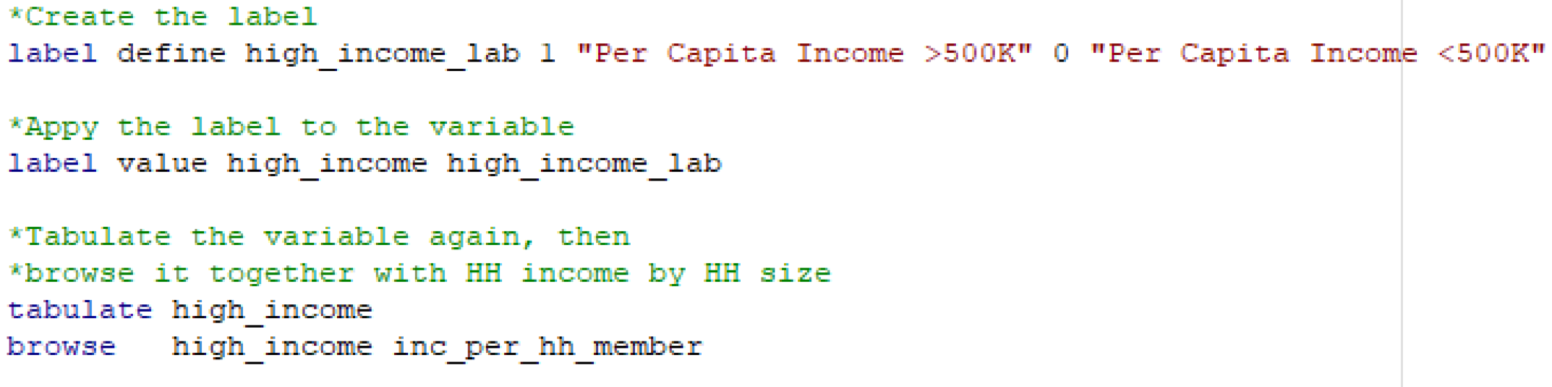 *Create the label
label define high_income_lab 1 "Per Capita Income >500K" 0 "Per Capita Income <500K"
*Appy the label to the variable
label value high_income high_income_lab
*Tabulate the variable again, then
*browse it together with HH income by HH size
tabulate high_income
browse   high_income inc_per_hh_member